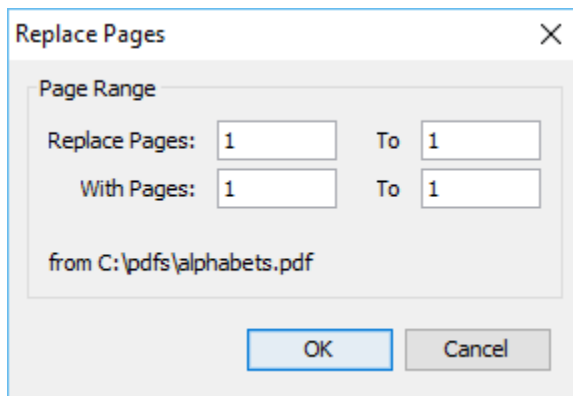 Replace Pages
Page Range
Replace Pages: 1 To 1
With Pages: 1 To 1
from C:\pdfs\alphabets.pdf
OK Cancel